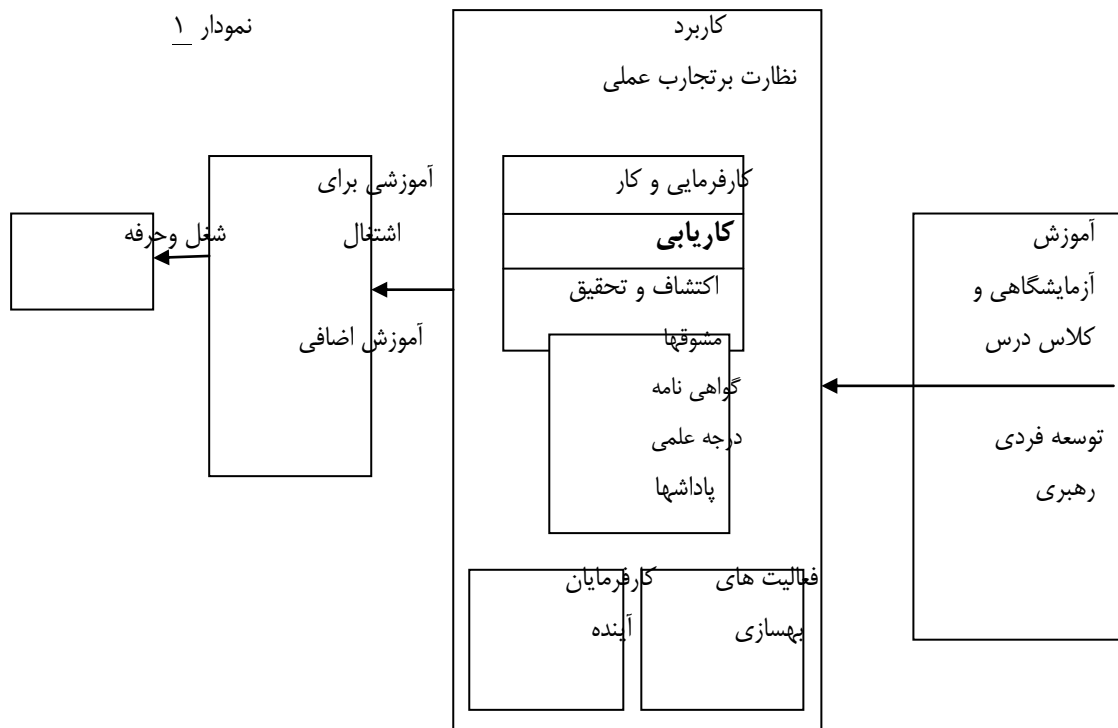 نمودار ۱
کاربرد
نظارت برتجارب عملی
آموزش
آزمایشگاهی و
کلاس درس
توسعه فردی
رهبری
کارفرمایی و کار
کاریابی
اکتشاف و تحقیق
مشوقها
گواهی نامه
درجه علمی
پاداشها
فعالیت های
بهسازی
کارفرمایان
آینده
آموزشی برای
اشتغال
آموزش اضافی
شغل وحرفه